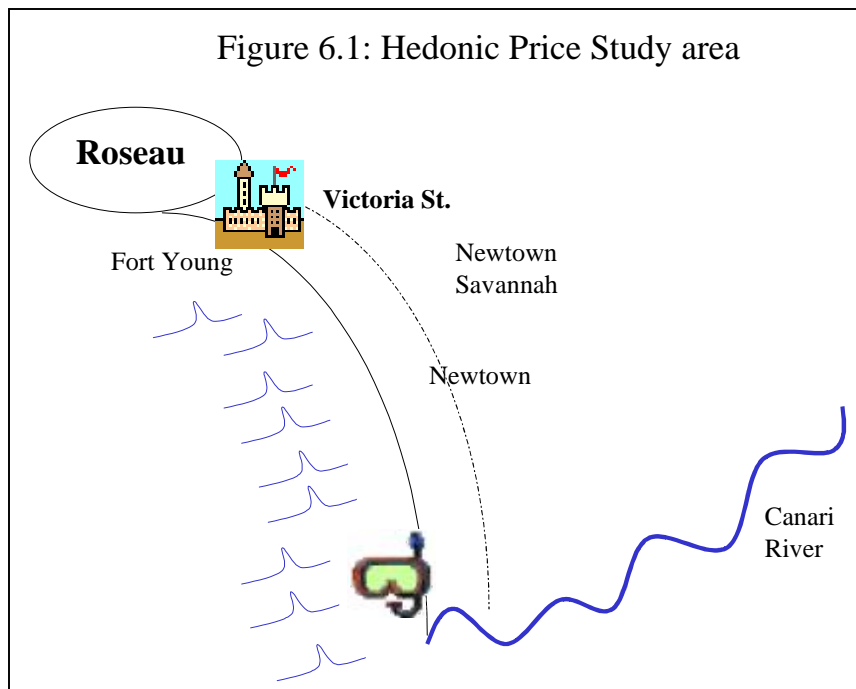 Figure 6.1: Hedonic Price Study area
Roseau
Victoria St.
Fort Young
Newtown
Savannah
Newtown
Canari
River